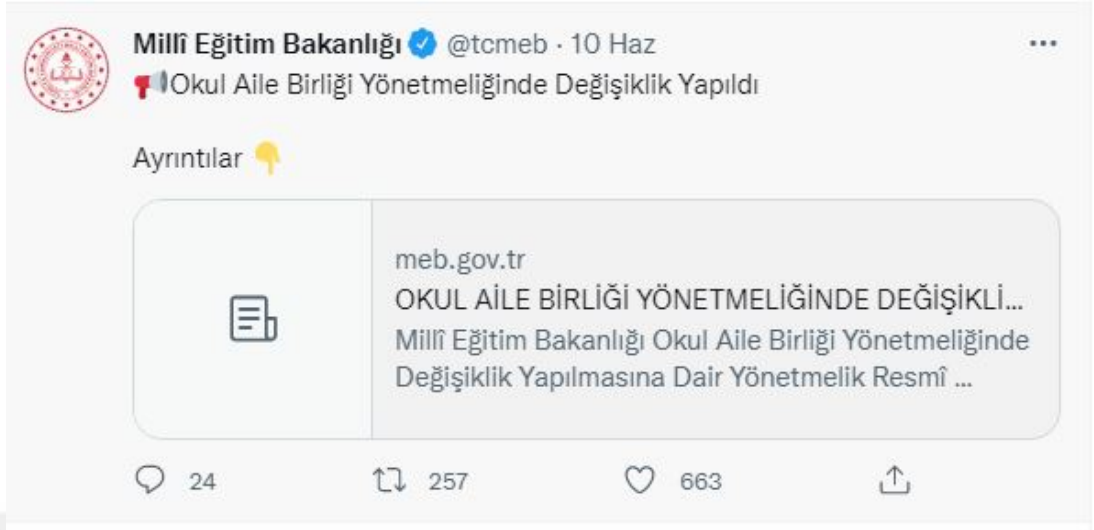 Millî Eğitim Bakanlığı @tcmeb · 10 Haz
Okul Aile Birliği Yönetmeliğinde Değişiklik Yapıldı
Ayrıntılar
meb.gov.tr
OKUL AİLE BİRLİĞİ YÖNETMELİĞİNDE DEĞİŞİKLİ...
Millî Eğitim Bakanlığı Okul Aile Birliği Yönetmeliğinde
Değişiklik Yapılmasına Dair Yönetmelik Resmî ...
24 257 663